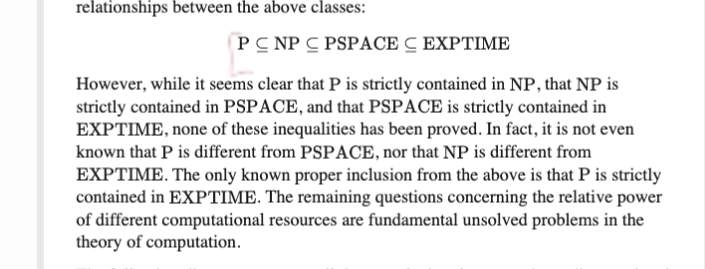 relationships between the above classes:
P ⊆ NP ⊆ PSPACE ⊆ EXPTIME
However, while it seems clear that P is strictly contained in NP, that NP is
strictly contained in PSPACE, and that PSPACE is strictly contained in
EXPTIME, none of these inequalities has been proved. In fact, it is not even
known that P is different from PSPACE, nor that NP is different from
EXPTIME. The only known proper inclusion from the above is that P is strictly
contained in EXPTIME. The remaining questions concerning the relative power
of different computational resources are fundamental unsolved problems in the
theory of computation.